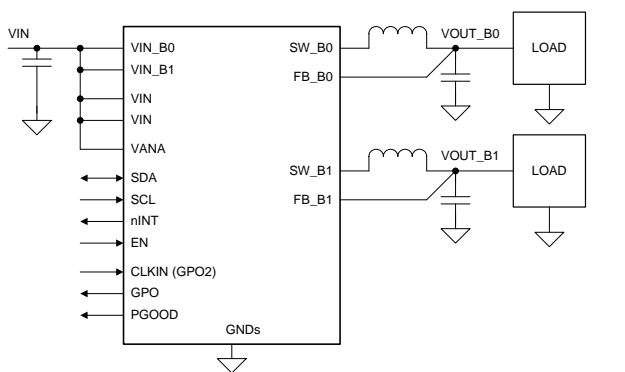 VIN
VIN_B0
VIN_B1
VIN
VIN
VANA
SDA
SCL
nINT
EN
CLKIN (GPO2)
GPO
PGOOD
GNDs
SW_B0
FB_B0
SW_B1
FB_B1
VOUT_B0
LOAD
VOUT_B1
LOAD